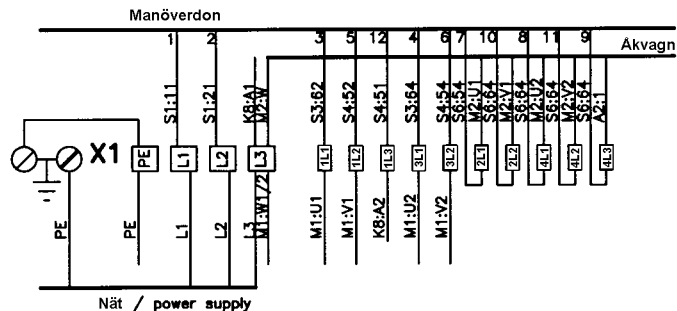 Manöverdon
1 2 3 5 12 4 6 7 10 8 11 9
Åkvagn
S1:11 S1:21 K8:A1 M2:W S3:62 S4:52 S4:51 S3:64 S4:54 S6:54 M2:U1 S6:64 M2:V1 S6:64 M2:U2 S6:64 M2:V2 S6:64 A2:1
X1 PE L1 L2 L3 1L1 1L2 1L3 3L1 3L2 2L1 2L2 4L1 4L2 4L3
PE PE L1 L2 L3 M1:W1/2 M1:U1 M1:V1 K8:A2 M1:U2 M1:V2
Nät / power supply